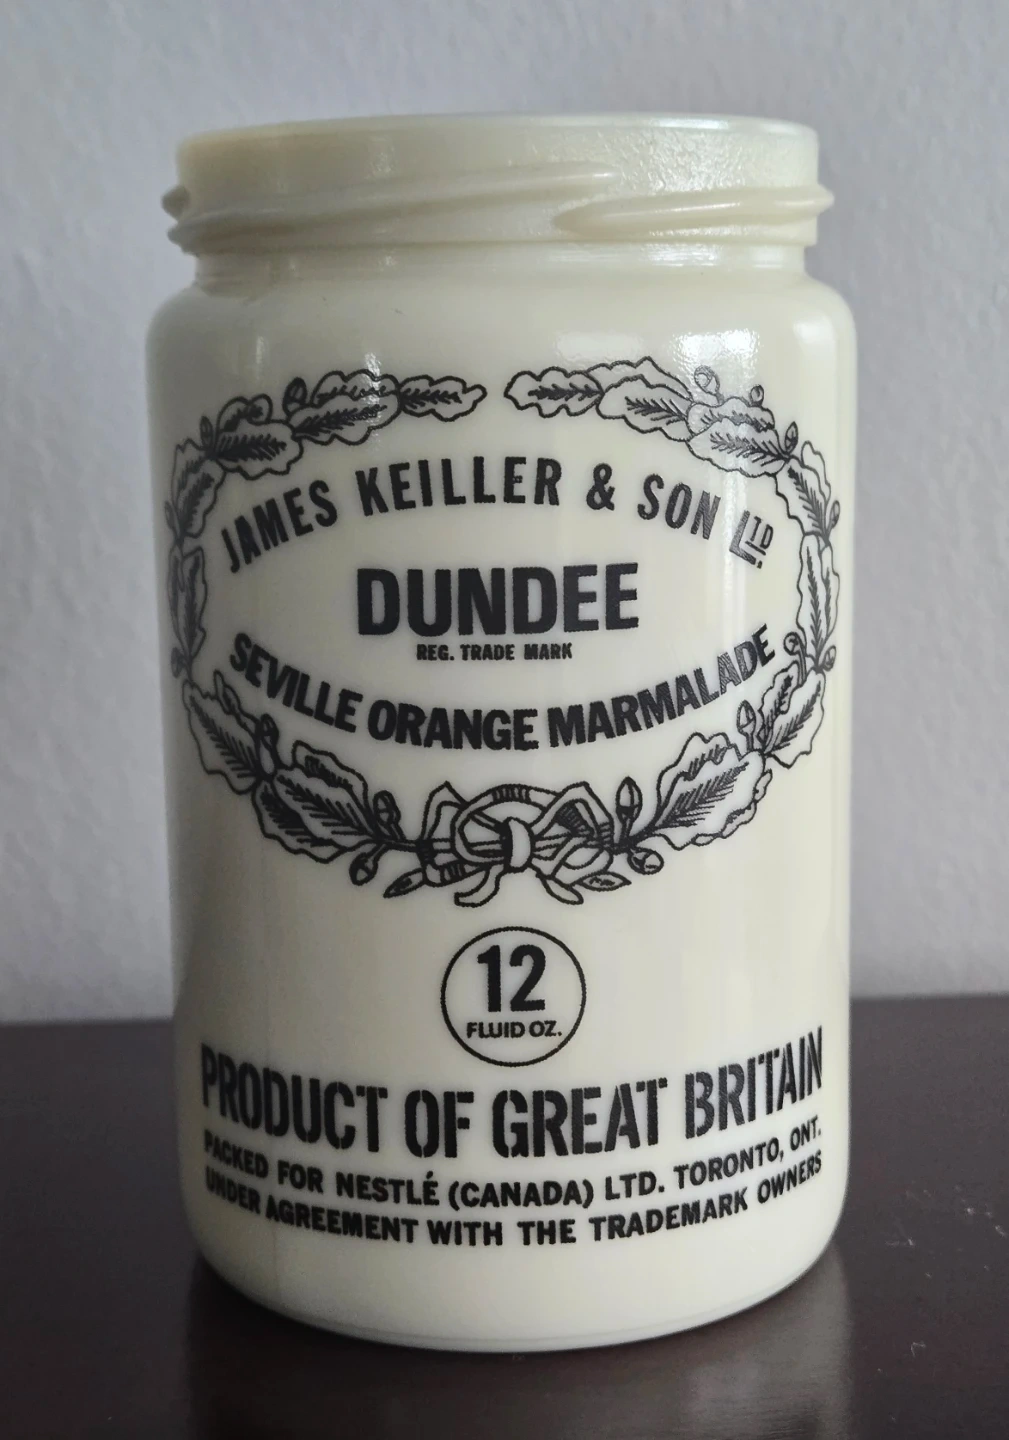 JAMES KEILLER & SON LTD.
DUNDEE
REG. TRADE MARK
SEVILLE ORANGE MARMALADE
12
FLUID OZ.
PRODUCT OF GREAT BRITAIN
PACKED FOR NESTLÉ (CANADA) LTD. TORONTO, ONT.
UNDER AGREEMENT WITH THE TRADEMARK OWNERS